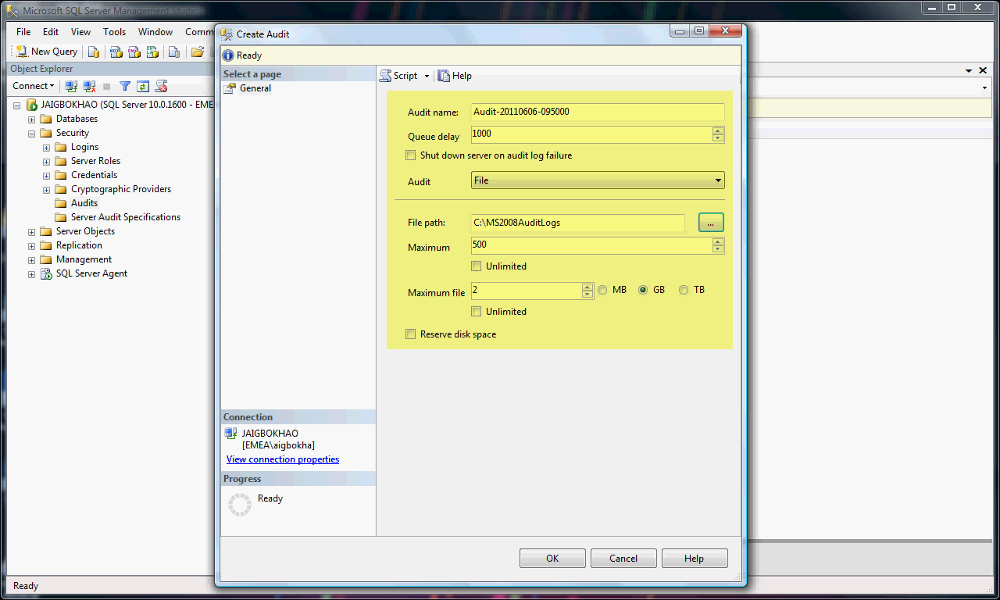 Microsoft SQL Server Management Studio
File Edit View Tools Window Comm
New Query
Object Explorer
Connect
JAIGBOKHAO (SQL Server 10.0.1600 - EME
Databases
Security
Logins
Server Roles
Credentials
Cryptographic Providers
Audits
Server Audit Specifications
Server Objects
Replication
Management
SQL Server Agent
Create Audit
Ready
Select a page
General
Script Help
Audit name: Audit-20110606-095000
Queue delay 1000
Shut down server on audit log failure
Audit File
File path: C:\MS2008AuditLogs ...
Maximum 500
Unlimited
Maximum file 2 MB GB TB
Unlimited
Reserve disk space
Connection
JAIGBOKHAO
[EMEA\aigbokha]
View connection properties
Progress
Ready
OK Cancel Help
Ready